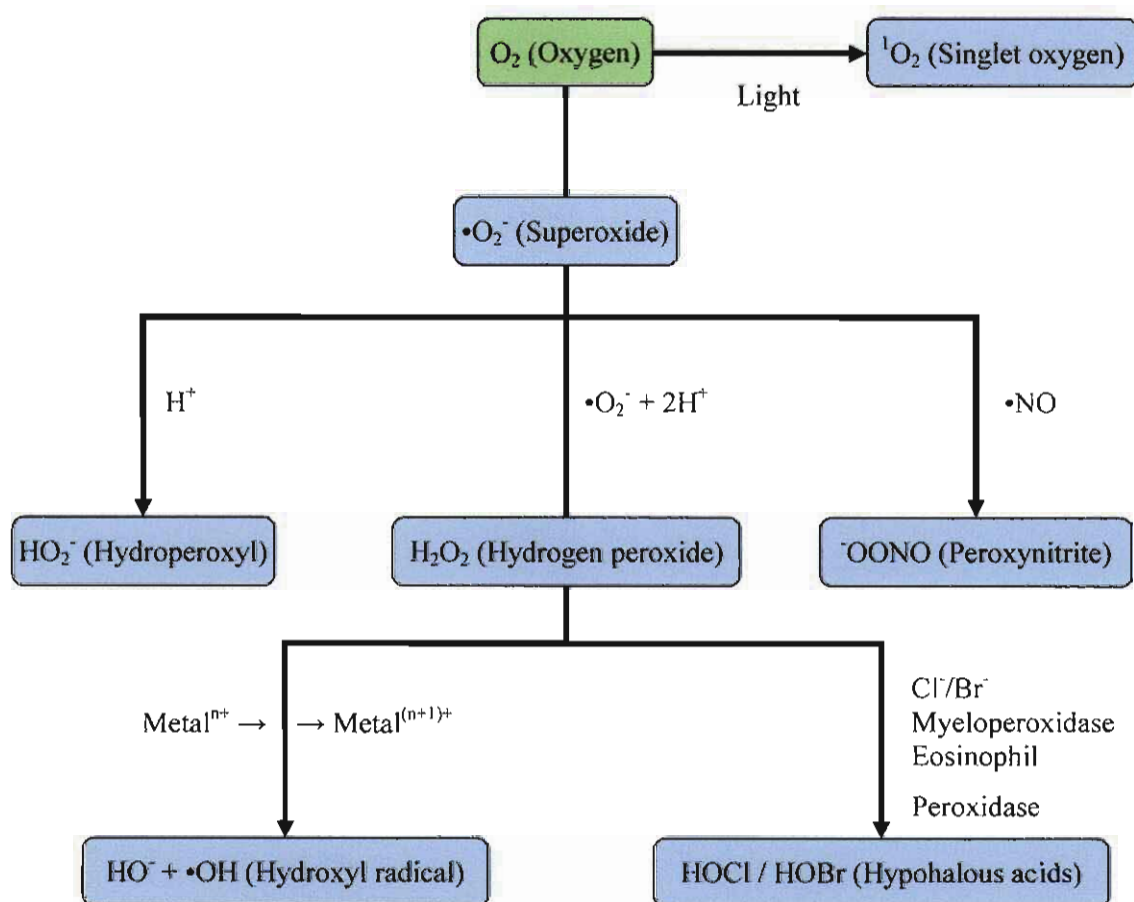 O₂ (Oxygen)
¹O₂ (Singlet oxygen)
Light
•O₂⁻ (Superoxide)
H⁺
•O₂⁻ + 2H⁺
•NO
HO₂⁻ (Hydroperoxyl)
H₂O₂ (Hydrogen peroxide)
⁻OONO (Peroxynitrite)
Metalⁿ⁺ → → Metal⁽ⁿ⁺¹⁾⁺
Cl⁻/Br⁻
Myeloperoxidase
Eosinophil
Peroxidase
HO⁻ + •OH (Hydroxyl radical)
HOCl / HOBr (Hypohalous acids)